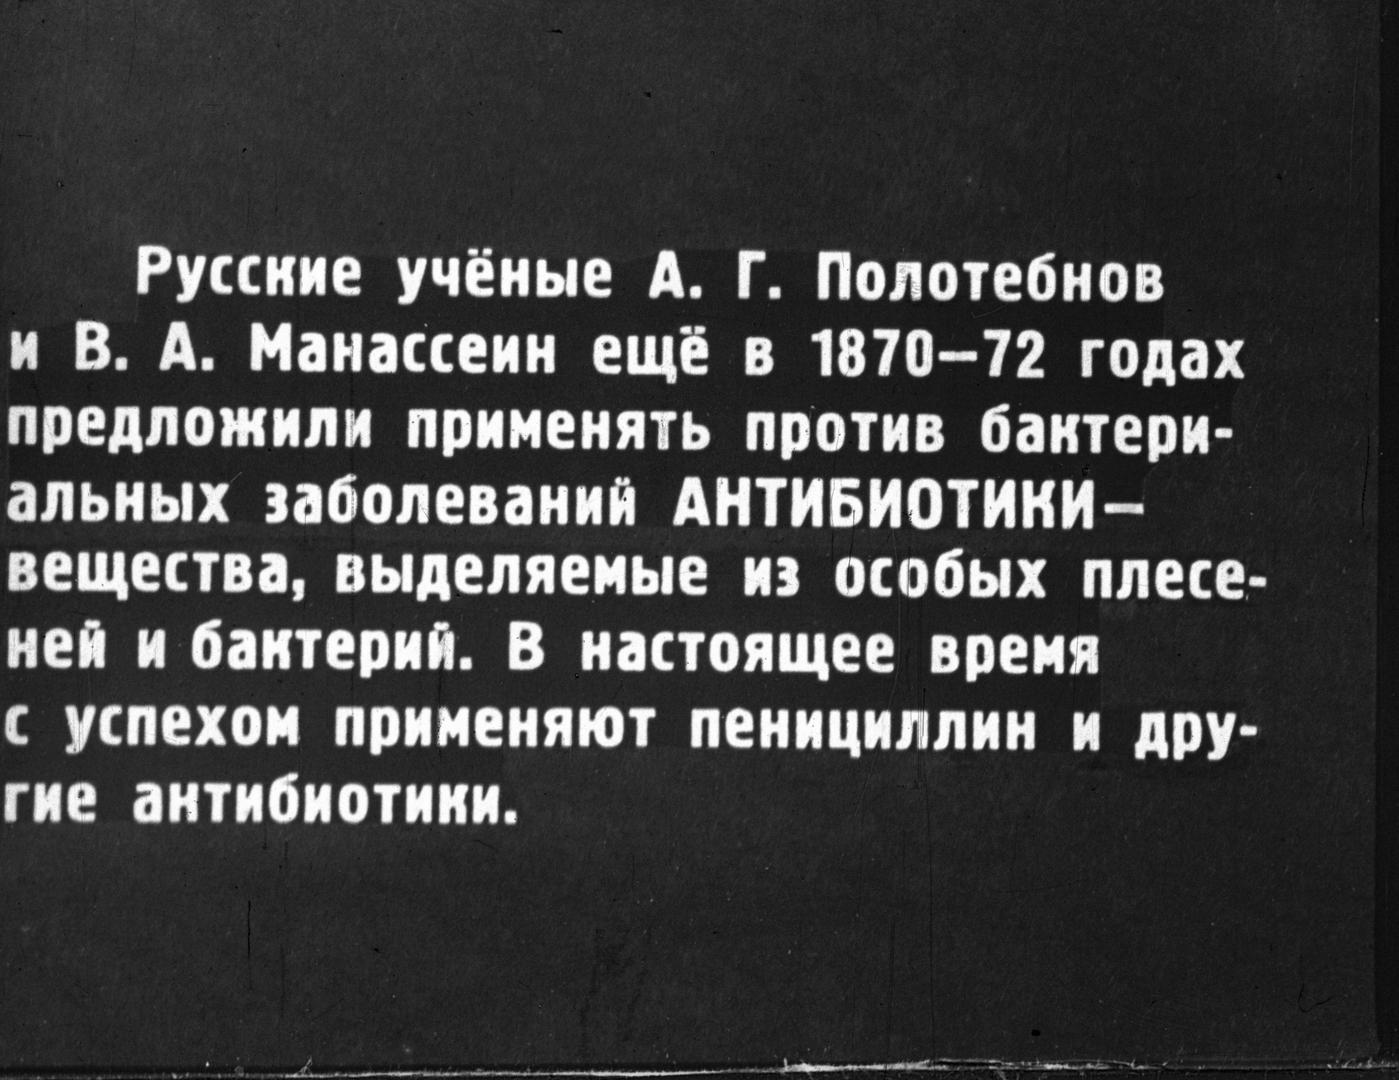 Русские учёные А. Г. Полотебнов
и В. А. Манассеин ещё в 1870—72 годах
предложили применять против бактери-
альных заболеваний АНТИБИОТИКИ—
вещества, выделяемые из особых плесе-
ней и бактерий. В настоящее время
с успехом применяют пенициллин и дру-
гие антибиотики.